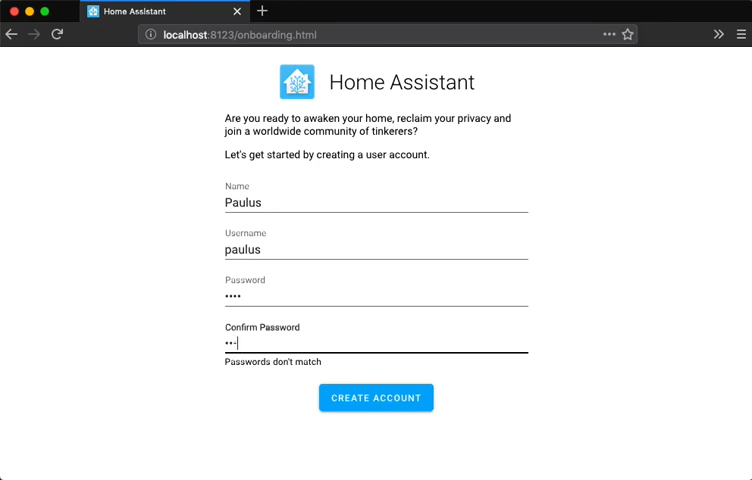 Home Assistant
localhost:8123/onboarding.html
Home Assistant
Are you ready to awaken your home, reclaim your privacy and
join a worldwide community of tinkerers?
Let's get started by creating a user account.
Name
Paulus
Username
paulus
Password
••••
Confirm Password
•••
Passwords don't match
CREATE ACCOUNT